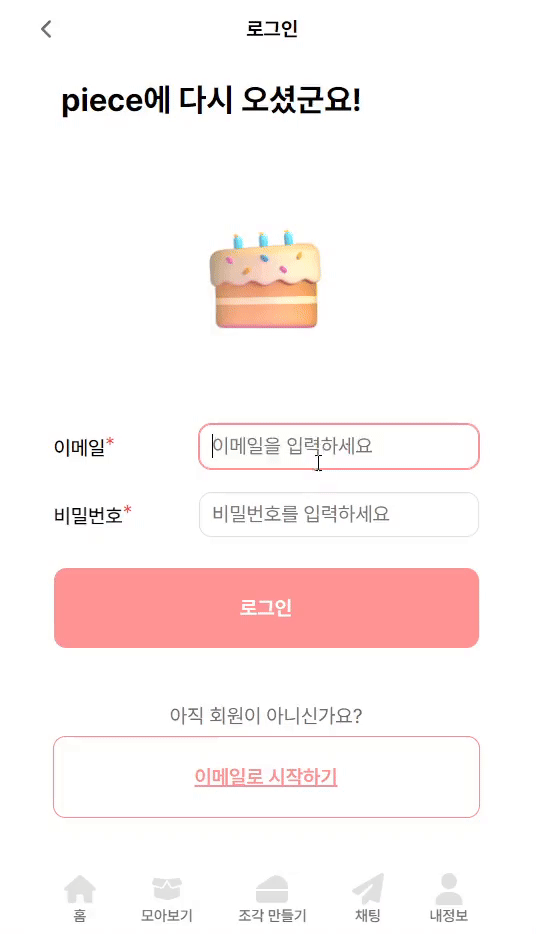 로그인
piece에 다시 오셨군요!
이메일* 이메일을 입력하세요
비밀번호* 비밀번호를 입력하세요
로그인
아직 회원이 아니신가요?
이메일로 시작하기
홈 모아보기 조각 만들기 채팅 내정보